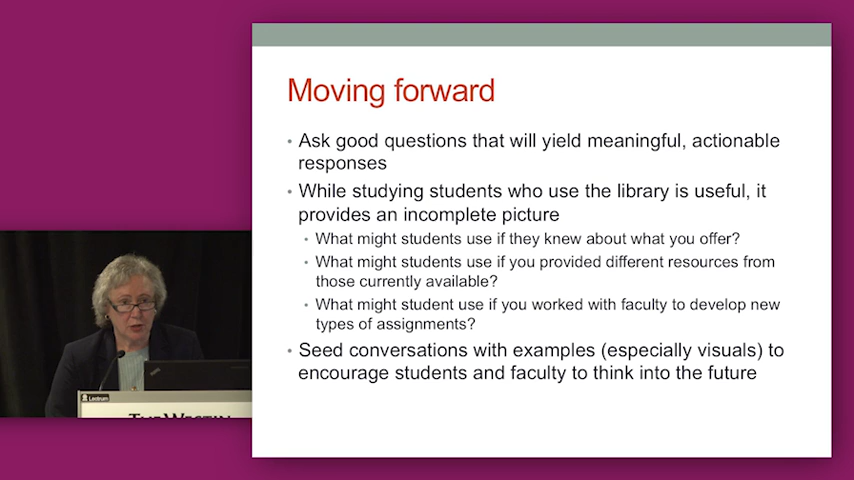 Moving forward
• Ask good questions that will yield meaningful, actionable
responses
• While studying students who use the library is useful, it
provides an incomplete picture
• What might students use if they knew about what you offer?
• What might students use if you provided different resources from
those currently available?
• What might student use if you worked with faculty to develop new
types of assignments?
• Seed conversations with examples (especially visuals) to
encourage students and faculty to think into the future
Lectrum
THE WESTIN